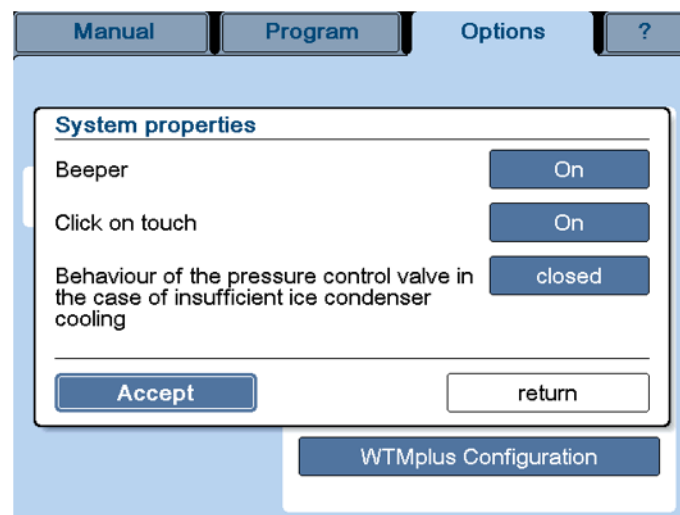 Manual Program Options ?
System properties
Beeper On
Click on touch On
Behaviour of the pressure control valve in closed
the case of insufficient ice condenser
cooling
Accept return
WTMplus Configuration